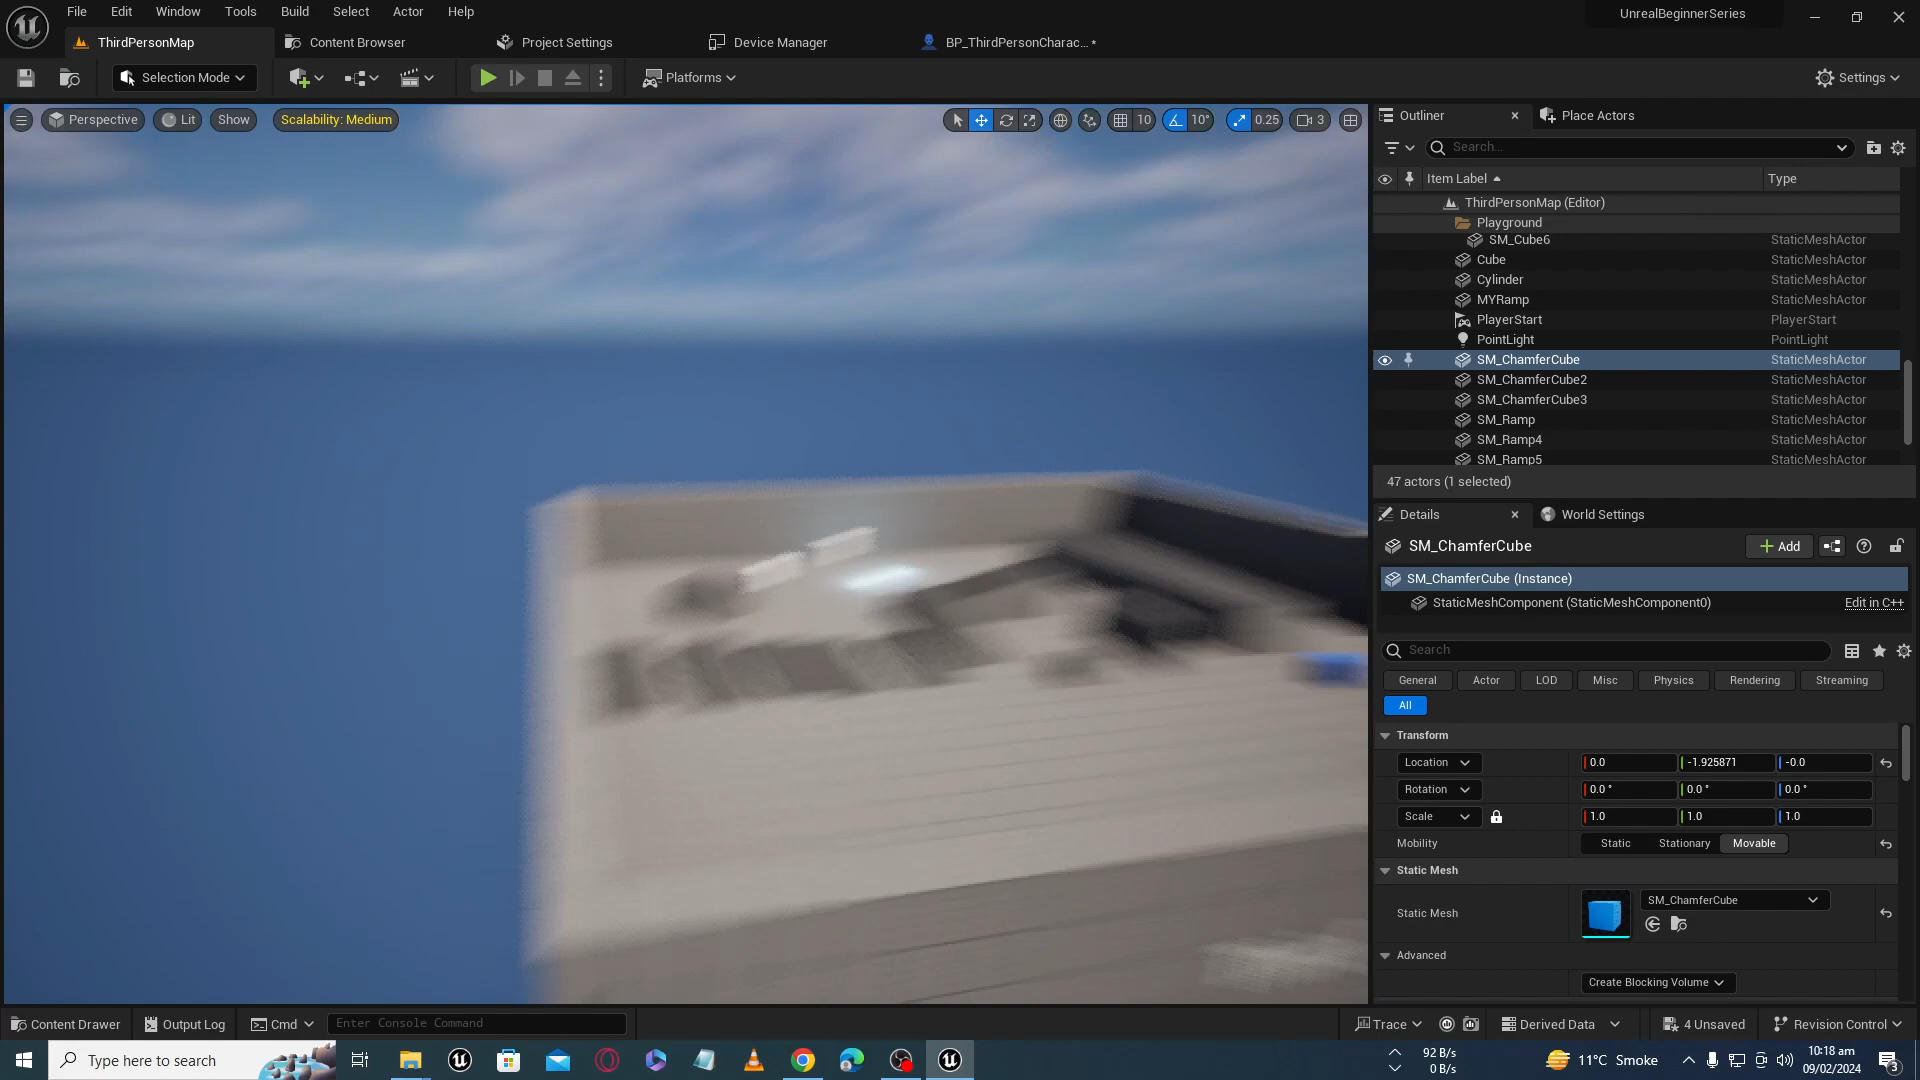 File Edit Window Tools Build Select Actor Help
UnrealBeginnerSeries
ThirdPersonMap Content Browser Project Settings Device Manager BP_ThirdPersonCharac... *
Selection Mode Platforms Settings
Perspective Lit Show Scalability: Medium 10 10° 0.25 3
Outliner Place Actors
Search...
Item Label Type
ThirdPersonMap (Editor)
Playground
SM_Cube6 StaticMeshActor
Cube StaticMeshActor
Cylinder StaticMeshActor
MYRamp StaticMeshActor
PlayerStart PlayerStart
PointLight PointLight
SM_ChamferCube StaticMeshActor
SM_ChamferCube2 StaticMeshActor
SM_ChamferCube3 StaticMeshActor
SM_Ramp StaticMeshActor
SM_Ramp4 StaticMeshActor
SM_Ramp5 StaticMeshActor
47 actors (1 selected)
Details World Settings
SM_ChamferCube Add
SM_ChamferCube (Instance)
StaticMeshComponent (StaticMeshComponent0) Edit in C++
Search
General Actor LOD Misc Physics Rendering Streaming
All
Transform
Location 0.0 -1.925871 -0.0
Rotation 0.0 ° 0.0 ° 0.0 °
Scale 1.0 1.0 1.0
Mobility Static Stationary Movable
Static Mesh
Static Mesh SM_ChamferCube
Advanced
Create Blocking Volume
Content Drawer Output Log Cmd Enter Console Command Trace Derived Data 4 Unsaved Revision Control
Type here to search
92 B/s
0 B/s
11°C Smoke
10:18 am
09/02/2024
3